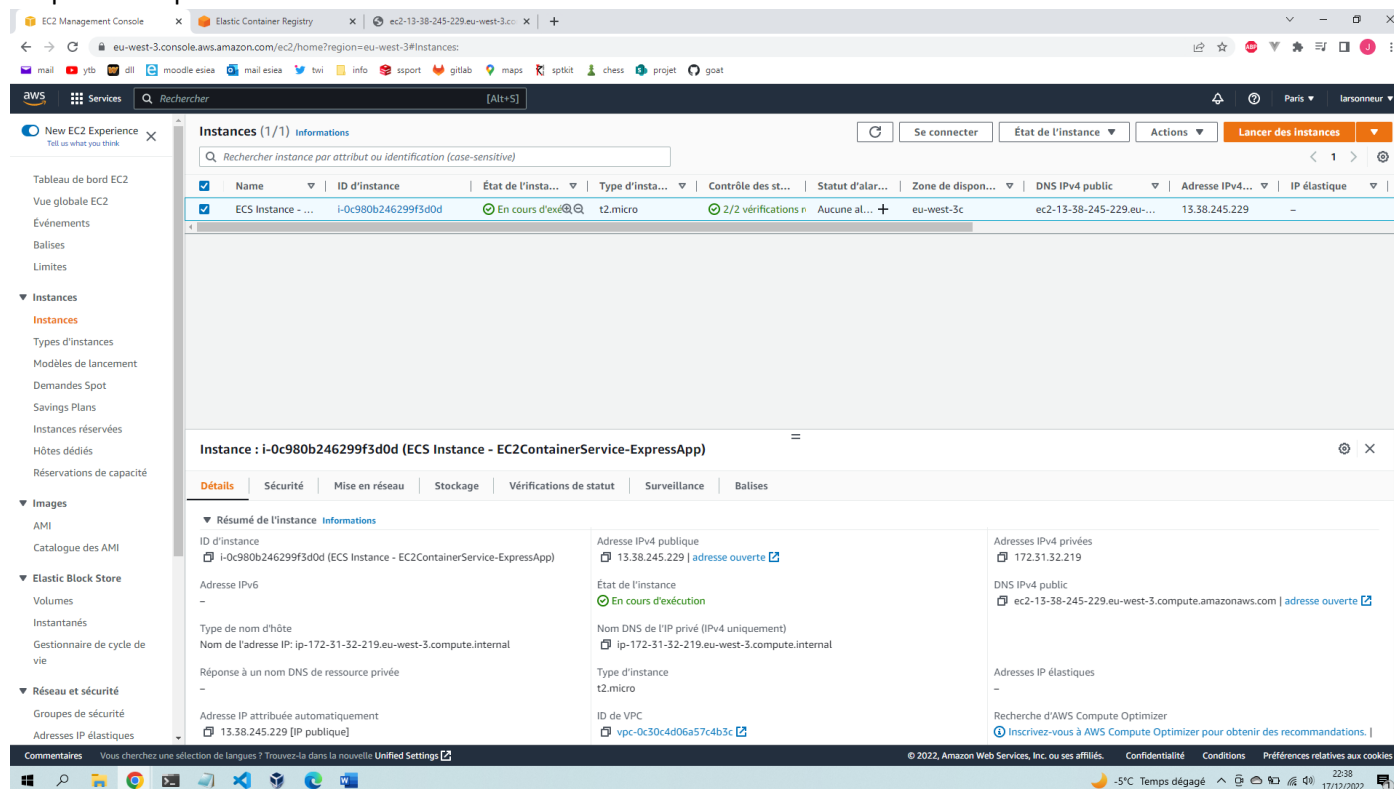 EC2 Management Console
Elastic Container Registry
ec2-13-38-245-229.eu-west-3.co
eu-west-3.console.aws.amazon.com/ec2/home?region=eu-west-3#Instances:
mail ytb dll moodle esiea mail esiea twi info ssport gitlab maps sptkit chess projet goat
aws Services Rechercher [Alt+S] Paris larsonneur
New EC2 Experience
Tell us what you think
Tableau de bord EC2
Vue globale EC2
Événements
Balises
Limites
Instances
Instances
Types d'instances
Modèles de lancement
Demandes Spot
Savings Plans
Instances réservées
Hôtes dédiés
Réservations de capacité
Images
AMI
Catalogue des AMI
Elastic Block Store
Volumes
Instantanés
Gestionnaire de cycle de
vie
Réseau et sécurité
Groupes de sécurité
Adresses IP élastiques
Instances (1/1) Informations
Se connecter État de l'instance Actions Lancer des instances
Rechercher instance par attribut ou identification (case-sensitive)
1
Name ID d'instance État de l'insta... Type d'insta... Contrôle des st... Statut d'alar... Zone de dispon... DNS IPv4 public Adresse IPv4... IP élastique
ECS Instance - ... i-0c980b246299f3d0d En cours d'exé t2.micro 2/2 vérifications r Aucune al... eu-west-3c ec2-13-38-245-229.eu-... 13.38.245.229 –
Instance : i-0c980b246299f3d0d (ECS Instance - EC2ContainerService-ExpressApp)
Détails Sécurité Mise en réseau Stockage Vérifications de statut Surveillance Balises
Résumé de l'instance Informations
ID d'instance
i-0c980b246299f3d0d (ECS Instance - EC2ContainerService-ExpressApp)
Adresse IPv4 publique
13.38.245.229 | adresse ouverte
Adresses IPv4 privées
172.31.32.219
Adresse IPv6
–
État de l'instance
En cours d'exécution
DNS IPv4 public
ec2-13-38-245-229.eu-west-3.compute.amazonaws.com | adresse ouverte
Type de nom d'hôte
Nom de l'adresse IP: ip-172-31-32-219.eu-west-3.compute.internal
Nom DNS de l'IP privé (IPv4 uniquement)
ip-172-31-32-219.eu-west-3.compute.internal
Réponse à un nom DNS de ressource privée
–
Type d'instance
t2.micro
Adresses IP élastiques
–
Adresse IP attribuée automatiquement
13.38.245.229 [IP publique]
ID de VPC
vpc-0c30c4d06a57c4b3c
Recherche d'AWS Compute Optimizer
Inscrivez-vous à AWS Compute Optimizer pour obtenir des recommandations. |
Commentaires Vous cherchez une sélection de langues ? Trouvez-la dans la nouvelle Unified Settings © 2022, Amazon Web Services, Inc. ou ses affiliés. Confidentialité Conditions Préférences relatives aux cookies
-5°C Temps dégagé
22:38
17/12/2022